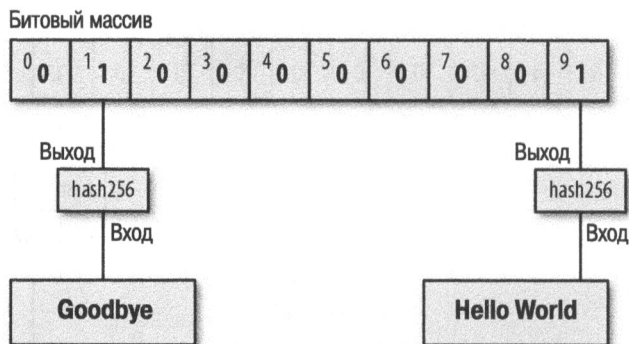 Битовый массив
0 0 1 1 2 0 3 0 4 0 5 0 6 0 7 0 8 0 9 1
Выход Выход
hash256 hash256
Вход Вход
Goodbye Hello World